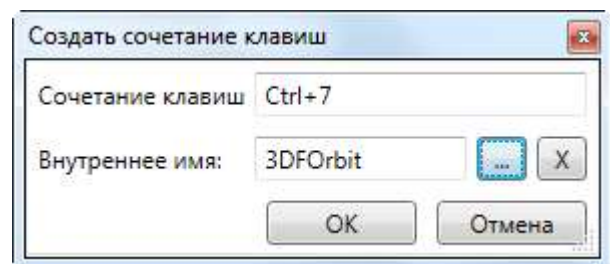 Создать сочетание клавиш
Сочетание клавиш Ctrl+7
Внутреннее имя: 3DFOrbit ... X
OK Отмена